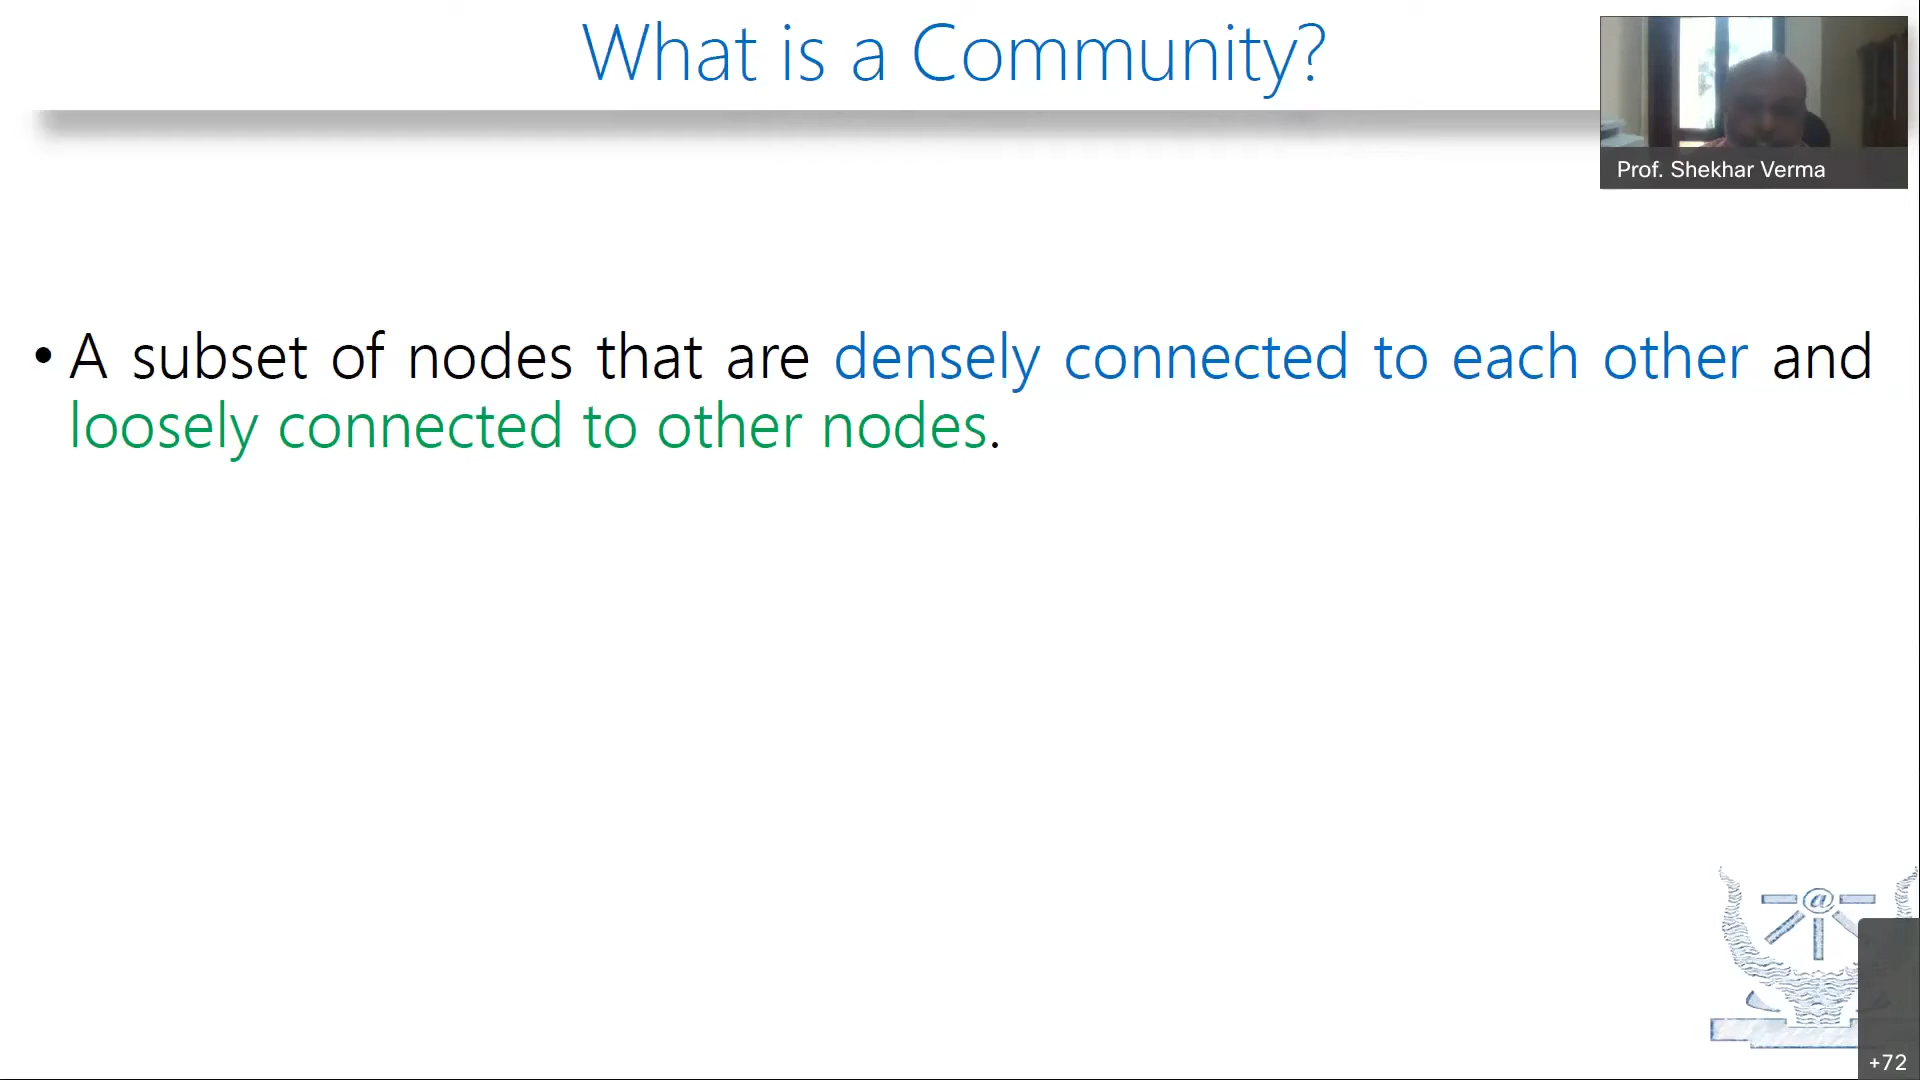 What is a Community?
Prof. Shekhar Verma
• A subset of nodes that are densely connected to each other and
loosely connected to other nodes.
@
+72